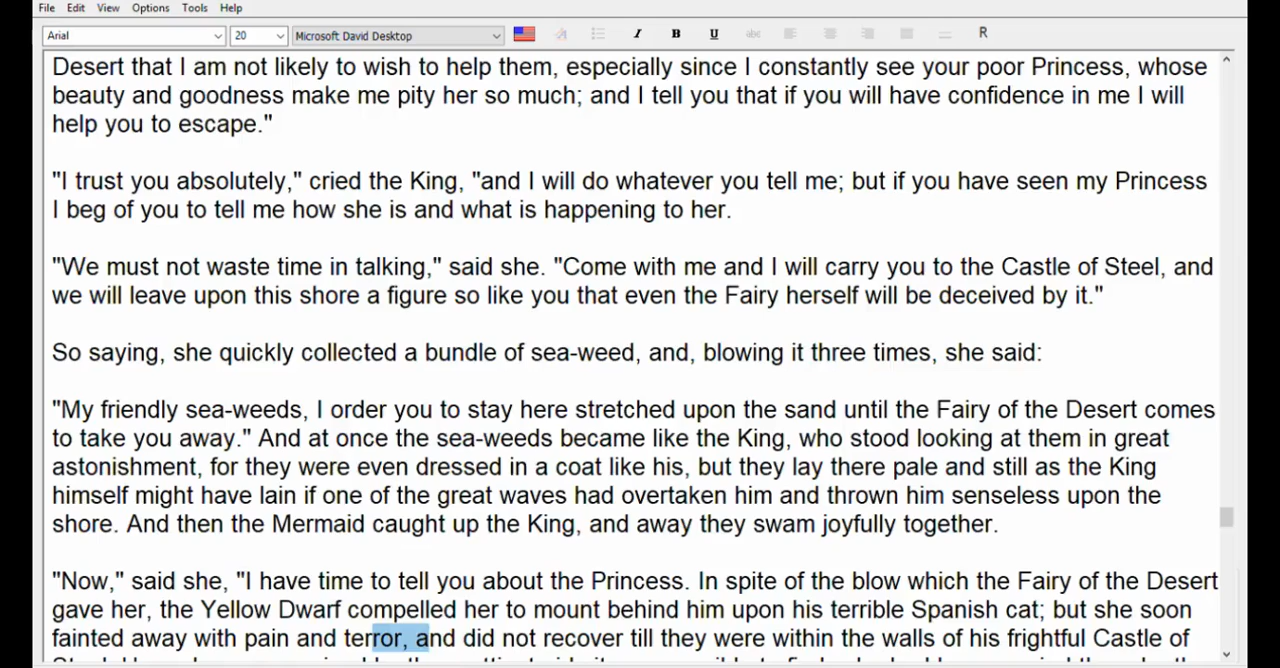 File Edit View Options Tools Help
Arial 20 Microsoft David Desktop I B U abc R
Desert that I am not likely to wish to help them, especially since I constantly see your poor Princess, whose
beauty and goodness make me pity her so much; and I tell you that if you will have confidence in me I will
help you to escape."
"I trust you absolutely," cried the King, "and I will do whatever you tell me; but if you have seen my Princess
I beg of you to tell me how she is and what is happening to her.
"We must not waste time in talking," said she. "Come with me and I will carry you to the Castle of Steel, and
we will leave upon this shore a figure so like you that even the Fairy herself will be deceived by it."
So saying, she quickly collected a bundle of sea-weed, and, blowing it three times, she said:
"My friendly sea-weeds, I order you to stay here stretched upon the sand until the Fairy of the Desert comes
to take you away." And at once the sea-weeds became like the King, who stood looking at them in great
astonishment, for they were even dressed in a coat like his, but they lay there pale and still as the King
himself might have lain if one of the great waves had overtaken him and thrown him senseless upon the
shore. And then the Mermaid caught up the King, and away they swam joyfully together.
"Now," said she, "I have time to tell you about the Princess. In spite of the blow which the Fairy of the Desert
gave her, the Yellow Dwarf compelled her to mount behind him upon his terrible Spanish cat; but she soon
fainted away with pain and terror, and did not recover till they were within the walls of his frightful Castle of